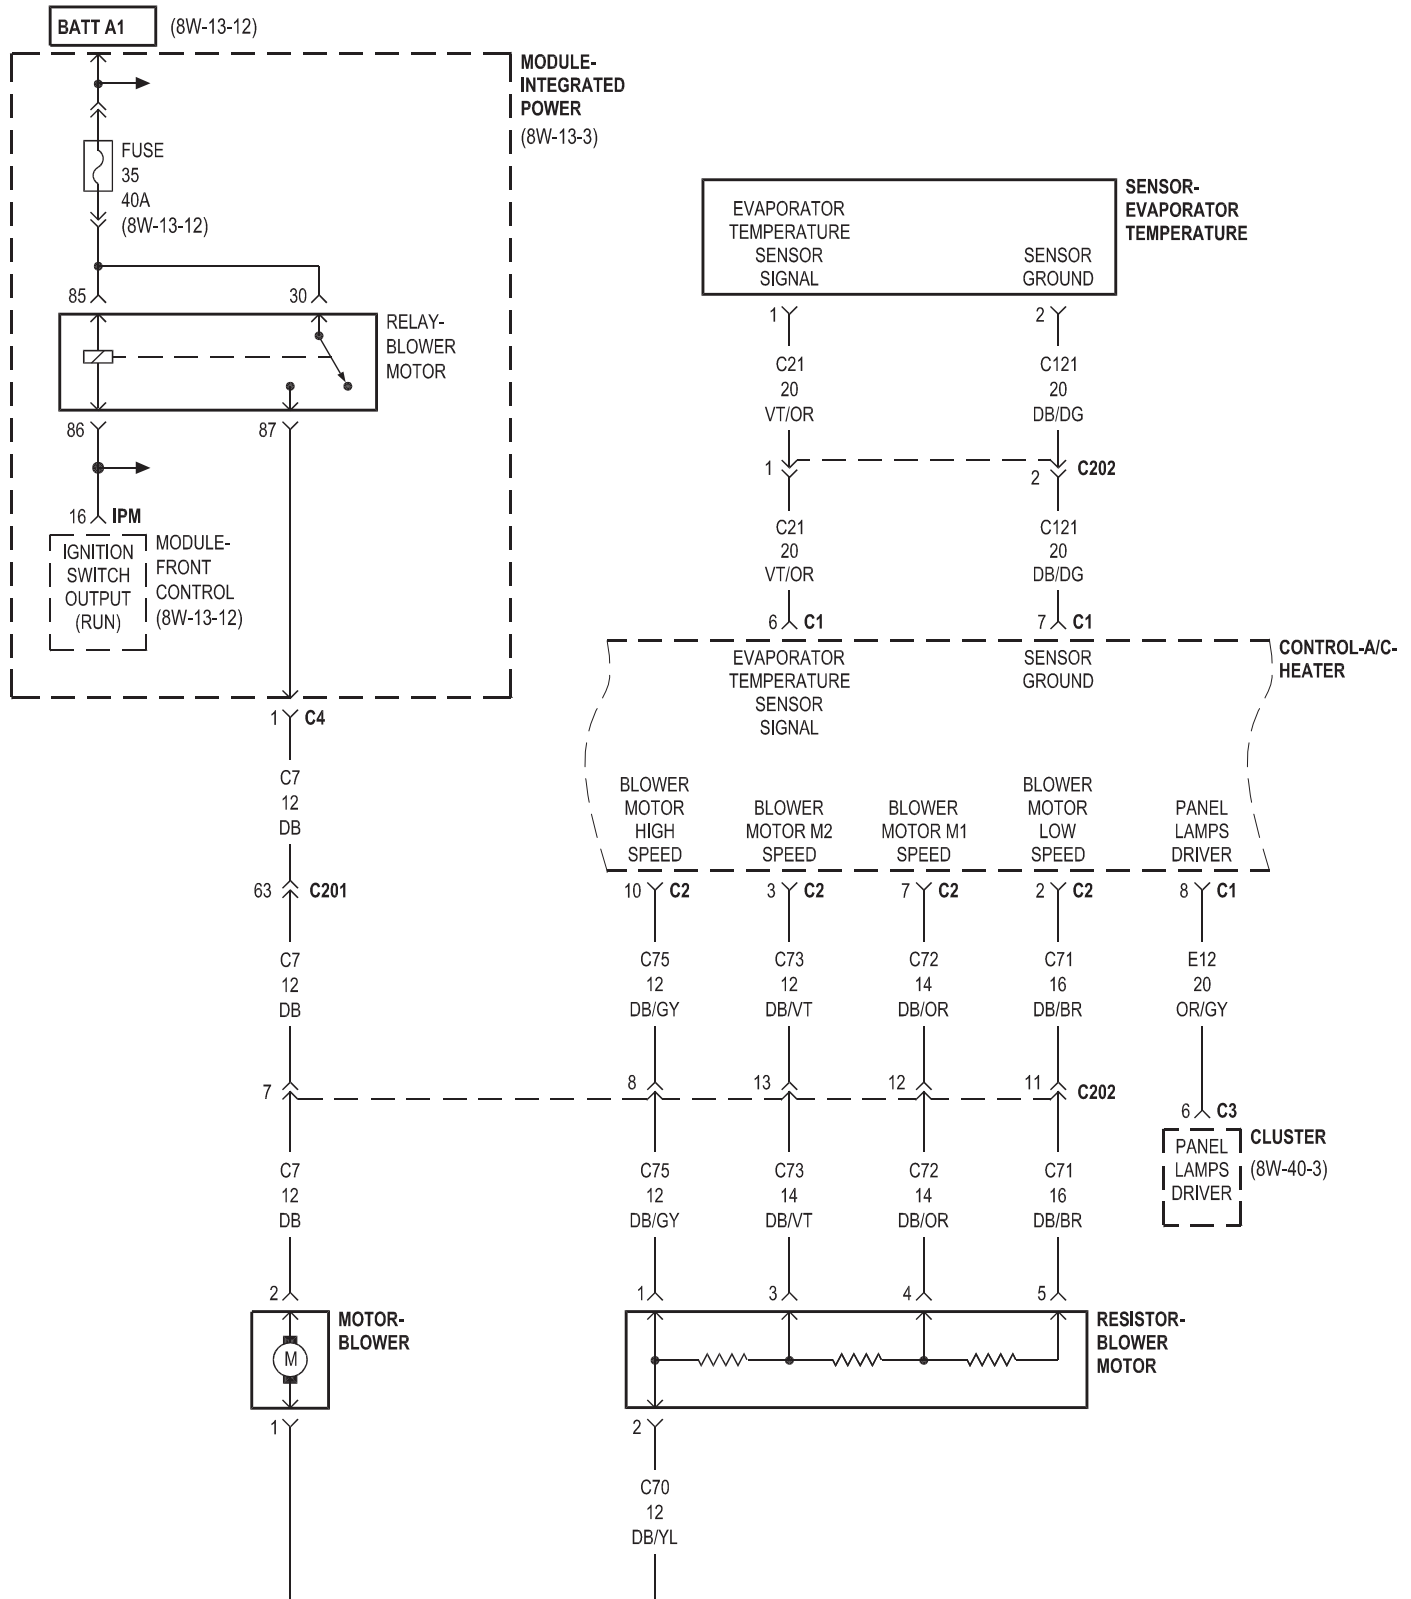 BATT A1
(8W-13-12)
MODULE-
INTEGRATED
POWER
(8W-13-3)
FUSE
35
40A
(8W-13-12)
85
30
RELAY-
BLOWER
MOTOR
86
87
16
IPM
IGNITION
SWITCH
OUTPUT
(RUN)
MODULE-
FRONT
CONTROL
(8W-13-12)
1
C4
C7
12
DB
63
C201
C7
12
DB
7
C7
12
DB
2
MOTOR-
BLOWER
M
1
SENSOR-
EVAPORATOR
TEMPERATURE
EVAPORATOR
TEMPERATURE
SENSOR
SIGNAL
SENSOR
GROUND
1
2
C21
20
VT/OR
C121
20
DB/DG
1
2
C202
C21
20
VT/OR
C121
20
DB/DG
6
C1
7
C1
CONTROL-A/C-
HEATER
EVAPORATOR
TEMPERATURE
SENSOR
SIGNAL
SENSOR
GROUND
BLOWER
MOTOR
HIGH
SPEED
BLOWER
MOTOR M2
SPEED
BLOWER
MOTOR M1
SPEED
BLOWER
MOTOR
LOW
SPEED
PANEL
LAMPS
DRIVER
10
C2
3
C2
7
C2
2
C2
8
C1
C75
12
DB/GY
C73
12
DB/VT
C72
14
DB/OR
C71
16
DB/BR
E12
20
OR/GY
8
13
12
11
C202
6
C3
PANEL
LAMPS
DRIVER
CLUSTER
(8W-40-3)
C75
12
DB/GY
C73
14
DB/VT
C72
14
DB/OR
C71
16
DB/BR
1
3
4
5
RESISTOR-
BLOWER
MOTOR
2
C70
12
DB/YL